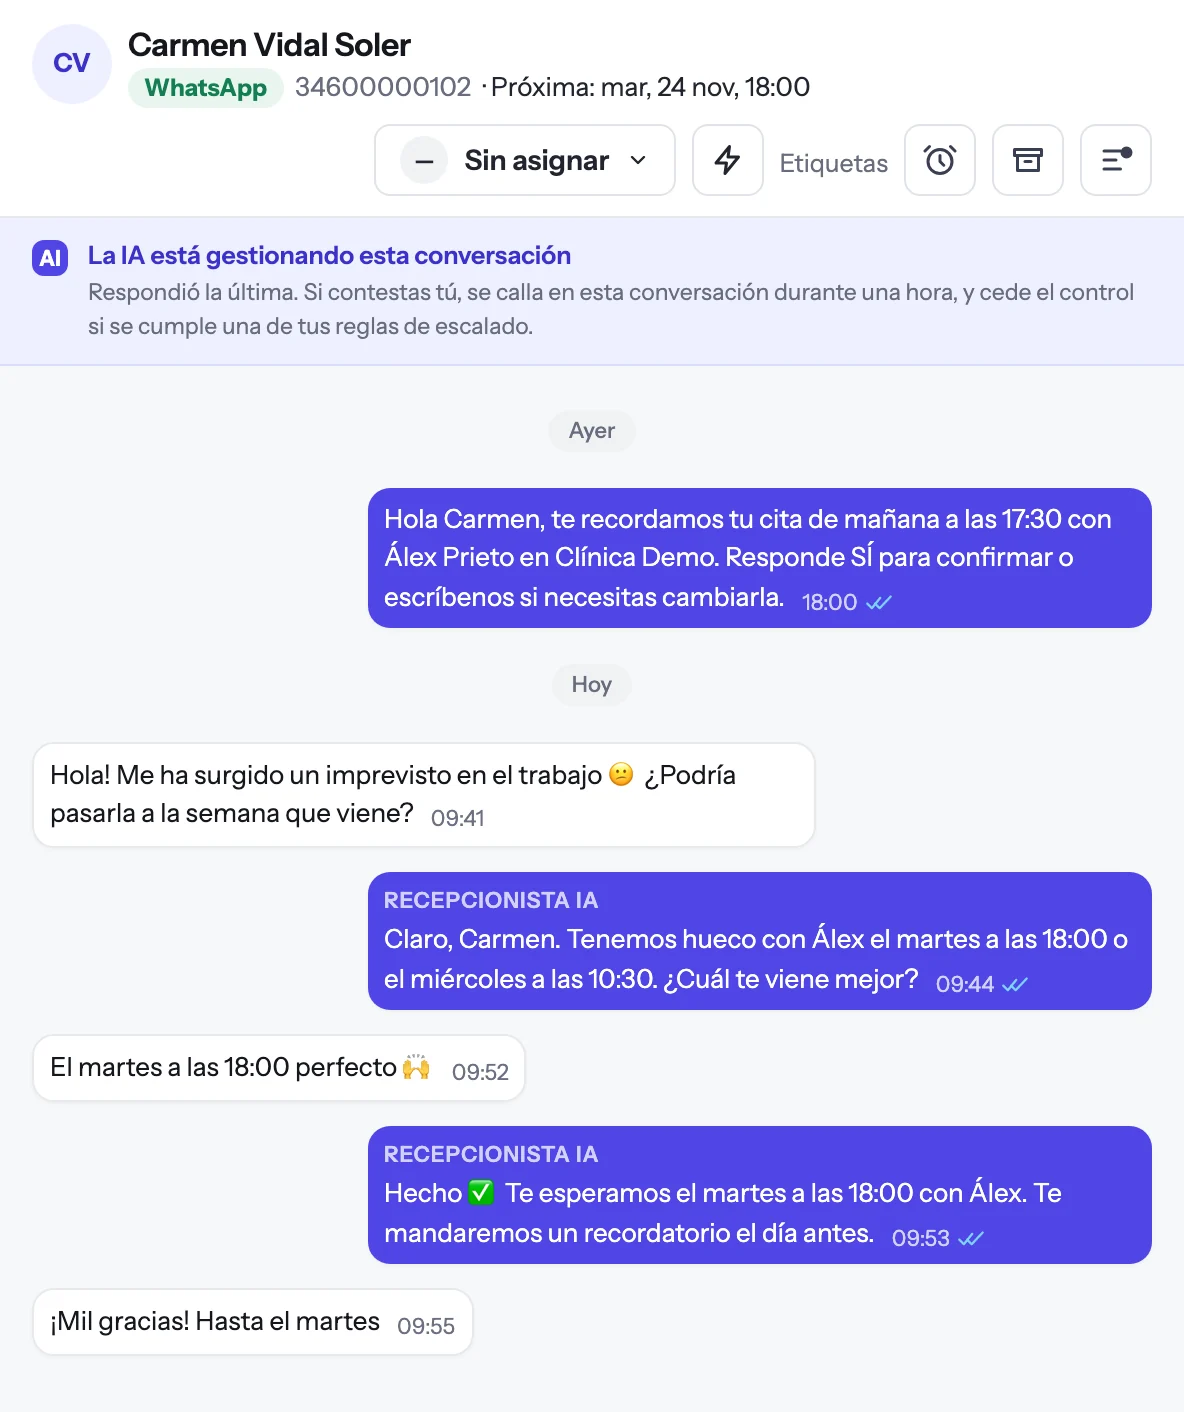 CV
Carmen Vidal Soler
WhatsApp 34600000102 · Próxima: mar, 24 nov, 18:00
– Sin asignar Etiquetas
AI La IA está gestionando esta conversación
Respondió la última. Si contestas tú, se calla en esta conversación durante una hora, y cede el control
si se cumple una de tus reglas de escalado.
Ayer
Hola Carmen, te recordamos tu cita de mañana a las 17:30 con
Álex Prieto en Clínica Demo. Responde SÍ para confirmar o
escríbenos si necesitas cambiarla. 18:00
Hoy
Hola! Me ha surgido un imprevisto en el trabajo 😕 ¿Podría
pasarla a la semana que viene? 09:41
RECEPCIONISTA IA
Claro, Carmen. Tenemos hueco con Álex el martes a las 18:00 o
el miércoles a las 10:30. ¿Cuál te viene mejor? 09:44
El martes a las 18:00 perfecto 🙌 09:52
RECEPCIONISTA IA
Hecho ✅ Te esperamos el martes a las 18:00 con Álex. Te
mandaremos un recordatorio el día antes. 09:53
¡Mil gracias! Hasta el martes 09:55